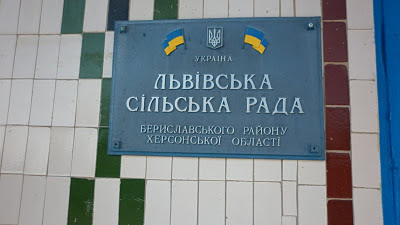 УКРАЇНА
ЛЬВІВСЬКА
СІЛЬСЬКА РАДА
БЕРИСЛАВСЬКОГО РАЙОНУ
ХЕРСОНСЬКОЇ ОБЛАСТІ